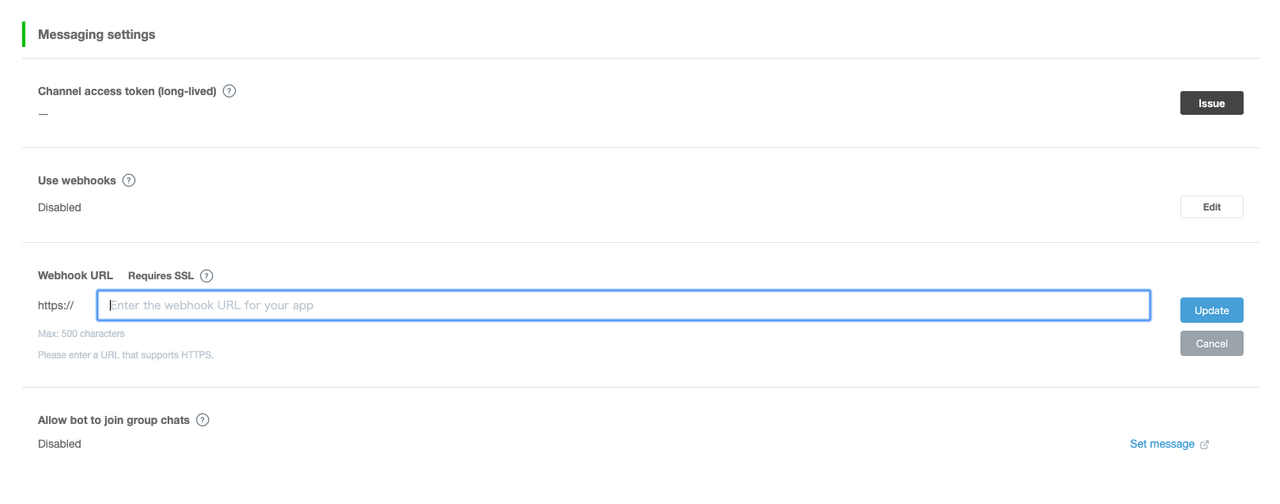 Messaging settings
Channel access token (long-lived) ?
—
Issue
Use webhooks ?
Disabled
Edit
Webhook URL Requires SSL ?
https:// Enter the webhook URL for your app
Update
Max: 500 characters
Cancel
Please enter a URL that supports HTTPS.
Allow bot to join group chats ?
Disabled
Set message